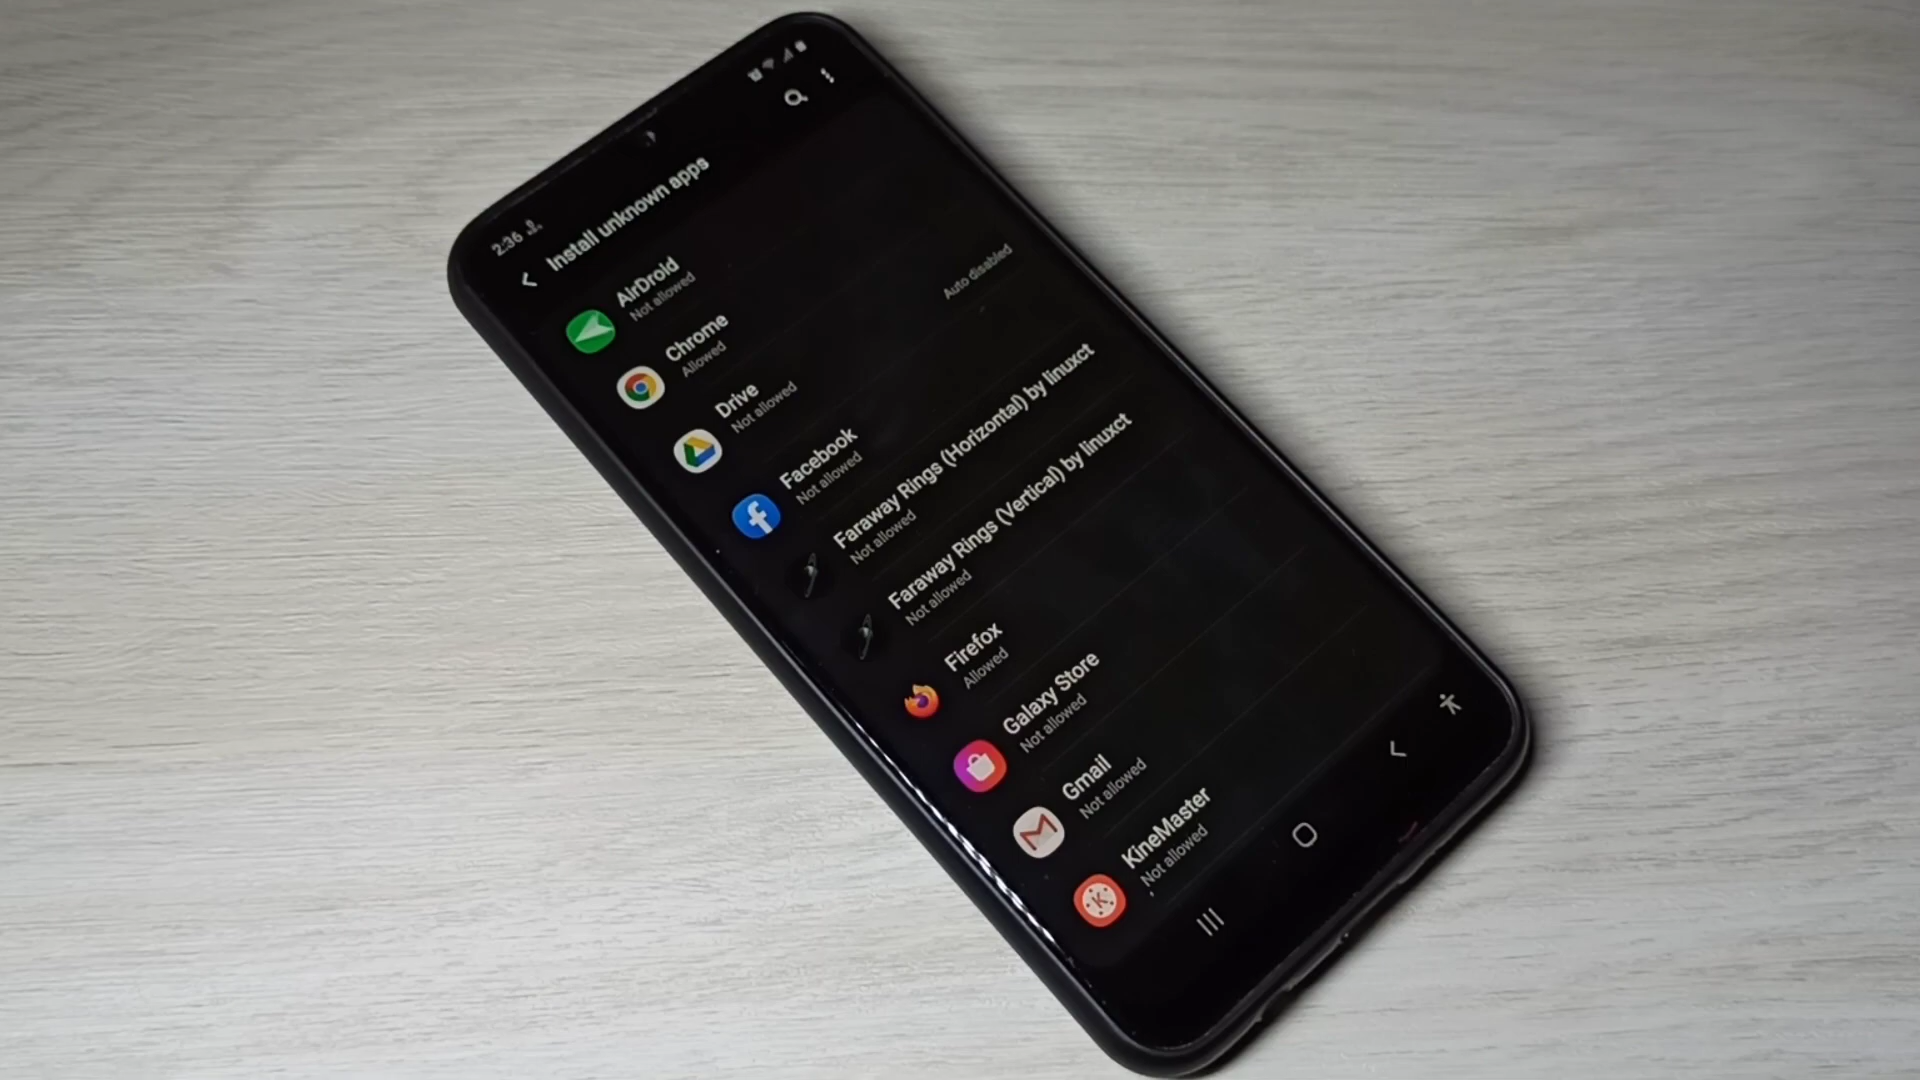 2:36
Install unknown apps
AirDroid
Not allowed
Chrome
Allowed
Drive
Not allowed
Auto disabled
Facebook
Not allowed
Faraway Rings (Horizontal) by linuxct
Not allowed
Faraway Rings (Vertical) by linuxct
Not allowed
Firefox
Allowed
Galaxy Store
Not allowed
Gmail
Not allowed
KineMaster
Not allowed